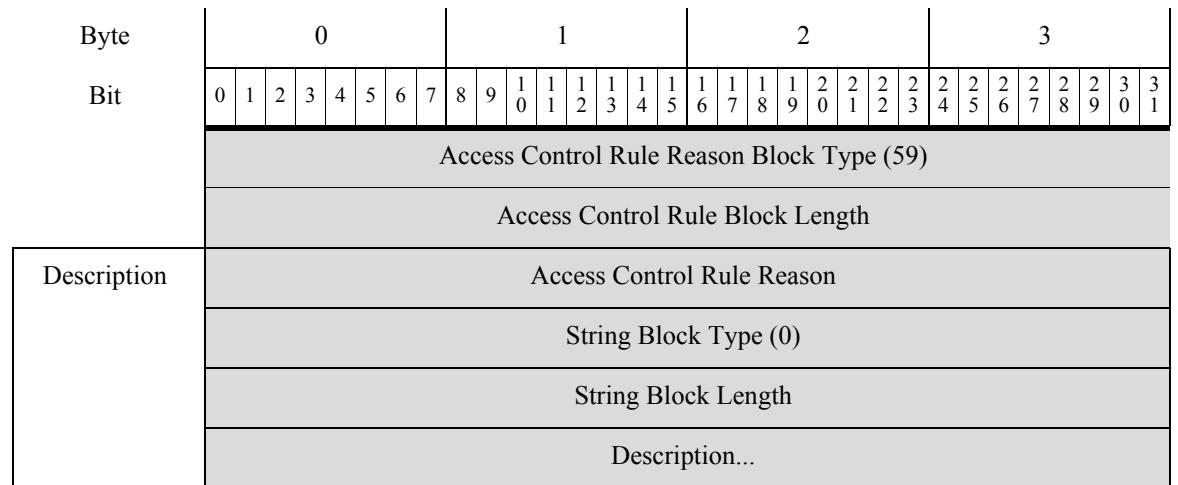 Byte 0 1 2 3
Bit 0 1 2 3 4 5 6 7 8 9 10 11 12 13 14 15 16 17 18 19 20 21 22 23 24 25 26 27 28 29 30 31
Access Control Rule Reason Block Type (59)
Access Control Rule Block Length
Description Access Control Rule Reason
String Block Type (0)
String Block Length
Description...